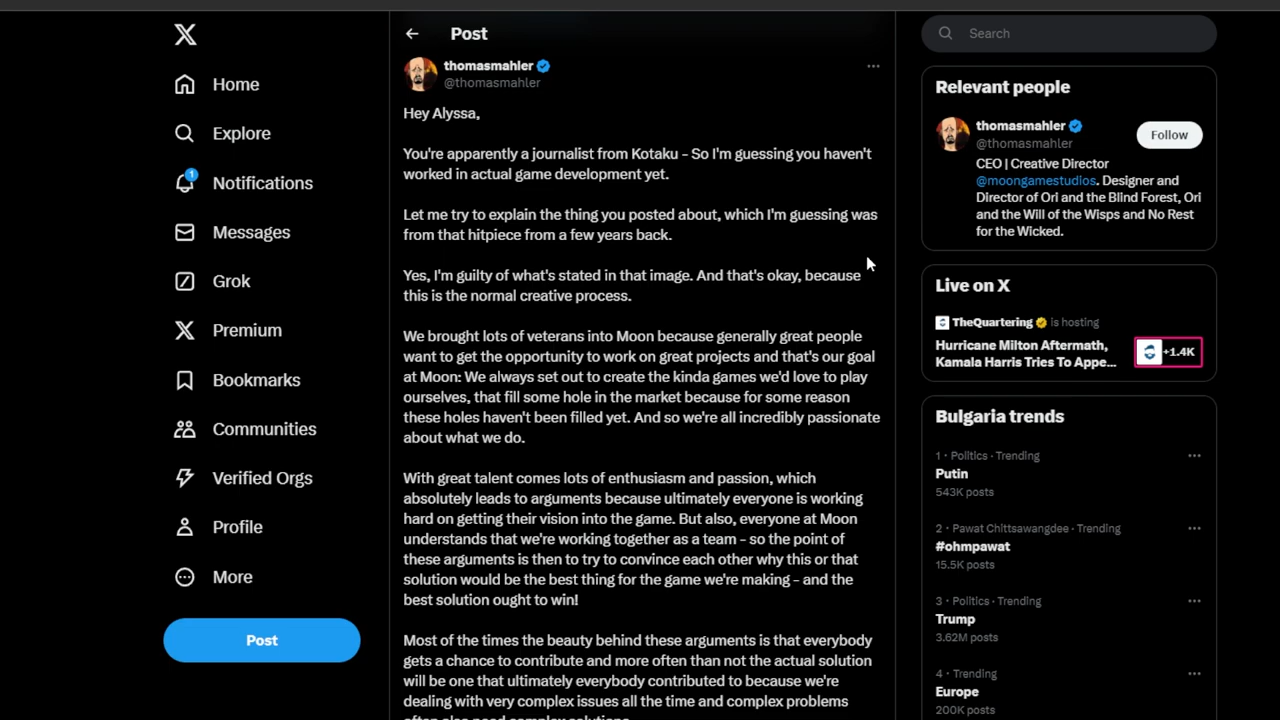 Post
thomasmahler
@thomasmahler
Hey Alyssa,
You're apparently a journalist from Kotaku - So I'm guessing you haven't
worked in actual game development yet.
Let me try to explain the thing you posted about, which I'm guessing was
from that hitpiece from a few years back.
Yes, I'm guilty of what's stated in that image. And that's okay, because
this is the normal creative process.
We brought lots of veterans into Moon because generally great people
want to get the opportunity to work on great projects and that's our goal
at Moon: We always set out to create the kinda games we'd love to play
ourselves, that fill some hole in the market because for some reason
these holes haven't been filled yet. And so we're all incredibly passionate
about what we do.
With great talent comes lots of enthusiasm and passion, which
absolutely leads to arguments because ultimately everyone is working
hard on getting their vision into the game. But also, everyone at Moon
understands that we're working together as a team - so the point of
these arguments is then to try to convince each other why this or that
solution would be the best thing for the game we're making - and the
best solution ought to win!
Most of the times the beauty behind these arguments is that everybody
gets a chance to contribute and more often than not the actual solution
will be one that ultimately everybody contributed to because we're
dealing with very complex issues all the time and complex problems
often also need complex solutions.
X
Home
Explore
1
Notifications
Messages
Grok
Premium
Bookmarks
Communities
Verified Orgs
Profile
More
Post
Search
Relevant people
thomasmahler
@thomasmahler
Follow
CEO | Creative Director
@moongamestudios. Designer and
Director of Ori and the Blind Forest, Ori
and the Will of the Wisps and No Rest
for the Wicked.
Live on X
TheQuartering is hosting
Hurricane Milton Aftermath,
Kamala Harris Tries To Appe...
+1.4K
Bulgaria trends
1 · Politics · Trending
Putin
543K posts
2 · Pawat Chittsawangdee · Trending
#ohmpawat
15.5K posts
3 · Politics · Trending
Trump
3.62M posts
4 · Trending
Europe
200K posts